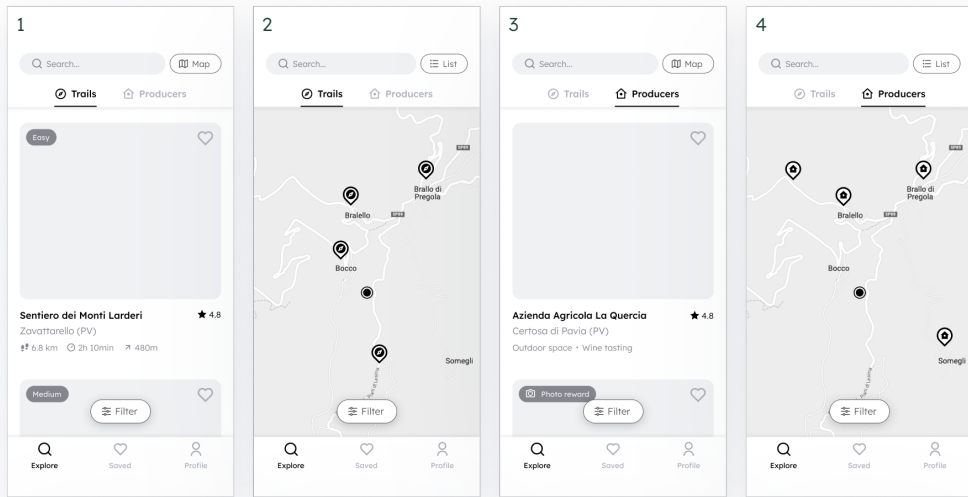 1
Search...
Map
Trails
Producers
Easy
Sentiero dei Monti Larderi
4.8
Zavattarello (PV)
6.8 km
2h 10min
480m
Medium
Filter
Explore
Saved
Profile
2
Search...
List
Trails
Producers
SP89
Brallo di
Pregola
Bralello
SP89
Bocco
Somegli
Filter
Explore
Saved
Profile
3
Search...
Map
Trails
Producers
Azienda Agricola La Quercia
4.8
Certosa di Pavia (PV)
Outdoor space • Wine tasting
Photo reward
Filter
Explore
Saved
Profile
4
Search...
List
Trails
Producers
Brallo di
Pregola
Bralello
Bocco
Somegli
Filter
Explore
Saved
Profile